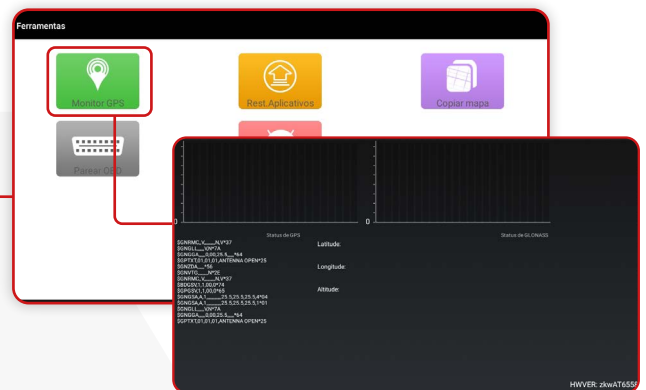 Ferramentas
Monitor GPS
Rest.Aplicativos
Copiar mapa
Parear OBD
0
0
Status de GPS
Status de GLONASS
$GNRMC,V,,,,,,,,,,N,V*37
$GNGLL,,,,,,V,N*7A
$GNGGA,,,,,,0,00,25.5,,,,,,*64
$GPTXT,01,01,01,ANTENNA OPEN*25
$GNZDA,,,,,,*56
$GNVTG,,,,,,,,,N*2E
$GNRMC,V,,,,,,,,,,N,V*37
$BDGSV,1,1,00,0*74
$GPGSV,1,1,00,0*65
$GNGSA,A,1,,,,,,,,,,,,,25.5,25.5,25.5,4*04
$GNGSA,A,1,,,,,,,,,,,,,25.5,25.5,25.5,1*01
$GNGLL,,,,,,V,N*7A
$GNGGA,,,,,,0,00,25.5,,,,,,*64
$GPTXT,01,01,01,ANTENNA OPEN*25
Latitude:
Longitude:
Altitude:
HWVER: zkwAT6558